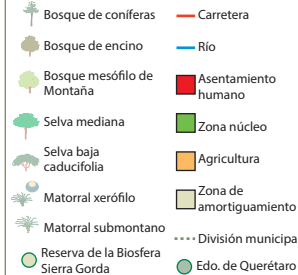 Bosque de coníferas
Bosque de encino
Bosque mesófilo de
Montaña
Selva mediana
Selva baja
caducifolia
Matorral xerófilo
Matorral submontano
Reserva de la Biosfera
Sierra Gorda
Carretera
Río
Asentamiento
humano
Zona núcleo
Agricultura
Zona de
amortiguamiento
División municipa
Edo. de Querétaro